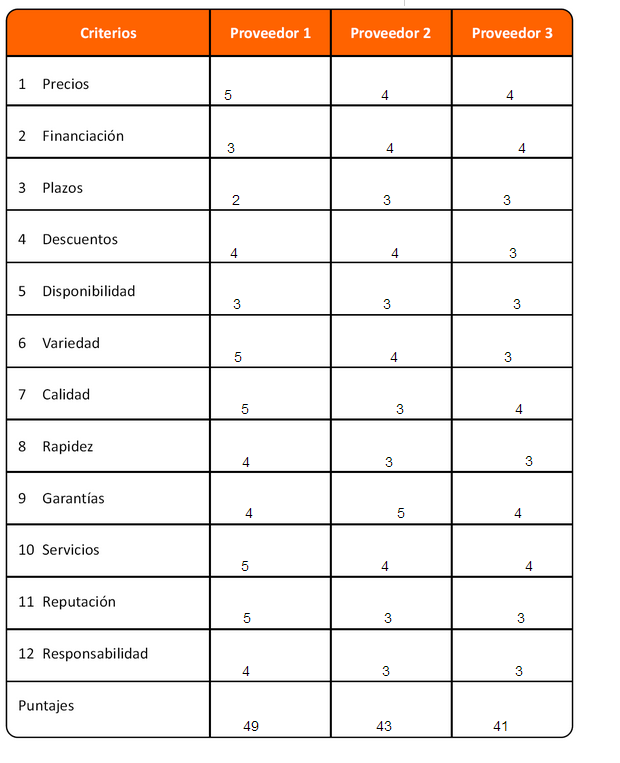 Criterios Proveedor 1 Proveedor 2 Proveedor 3
1 Precios 5 4 4
2 Financiación 3 4 4
3 Plazos 2 3 3
4 Descuentos 4 4 3
5 Disponibilidad 3 3 3
6 Variedad 5 4 3
7 Calidad 5 3 4
8 Rapidez 4 3 3
9 Garantías 4 5 4
10 Servicios 5 4 4
11 Reputación 5 3 3
12 Responsabilidad 4 3 3
Puntajes 49 43 41